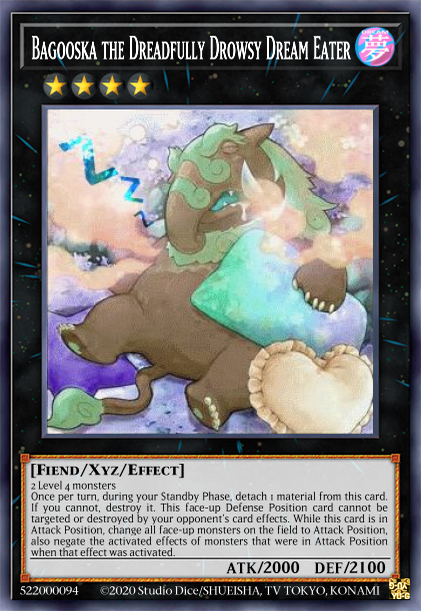 Bagooska the Dreadfully Drowsy Dream Eater
DREAM
夢
ZZz
[Fiend/Xyz/Effect]
2 Level 4 monsters
Once per turn, during your Standby Phase, detach 1 material from this card.
If you cannot, destroy it. This face-up Defense Position card cannot be
targeted or destroyed by your opponent's card effects. While this card is in
Attack Position, change all face-up monsters on the field to Attack Position,
also negate the activated effects of monsters that were in Attack Position
when that effect was activated.
ATK/2000 DEF/2100
522000094 ©2020 Studio Dice/SHUEISHA, TV TOKYO, KONAMI